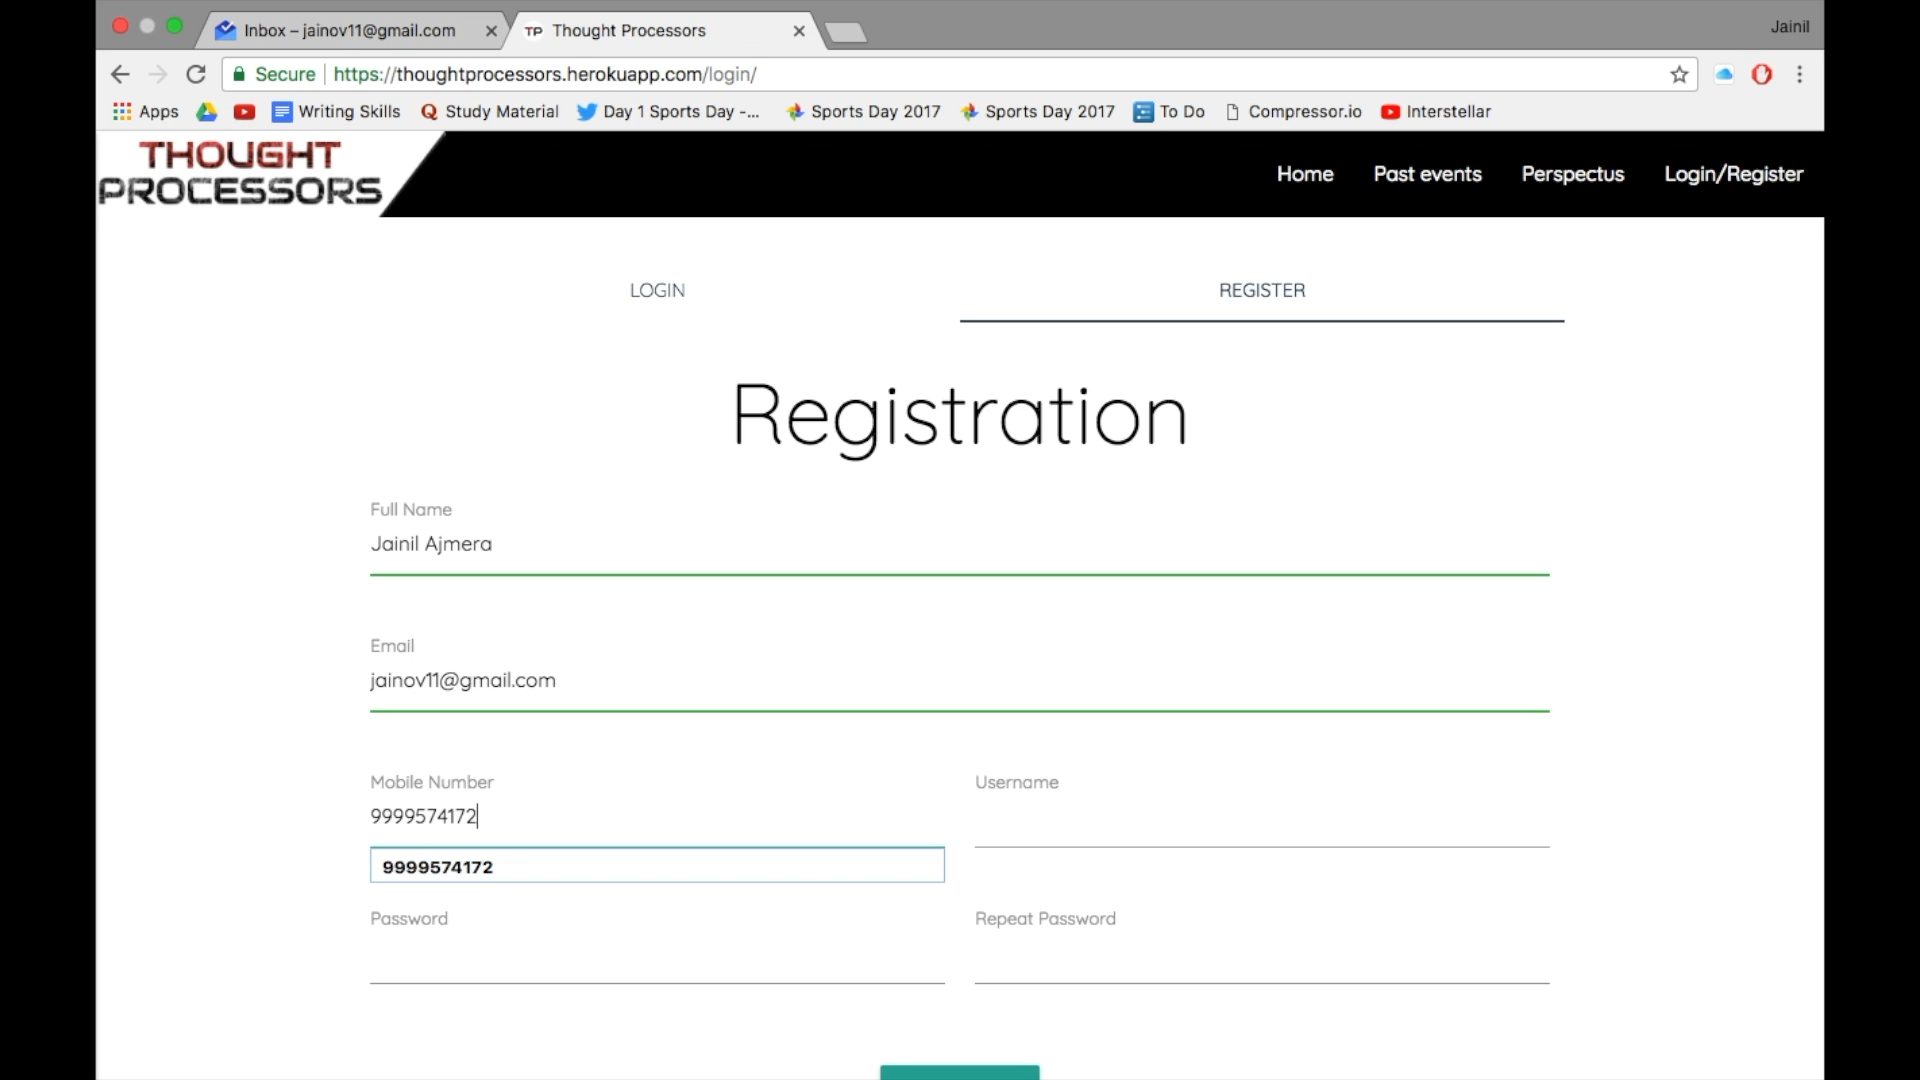 Inbox – jainov11@gmail.com
TP Thought Processors
Jainil
Secure https://thoughtprocessors.herokuapp.com/login/
Apps Writing Skills Study Material Day 1 Sports Day -... Sports Day 2017 Sports Day 2017 To Do Compressor.io Interstellar
THOUGHT
PROCESSORS
Home Past events Perspectus Login/Register
LOGIN REGISTER
Registration
Full Name
Jainil Ajmera
Email
jainov11@gmail.com
Mobile Number Username
9999574172
9999574172
Password Repeat Password